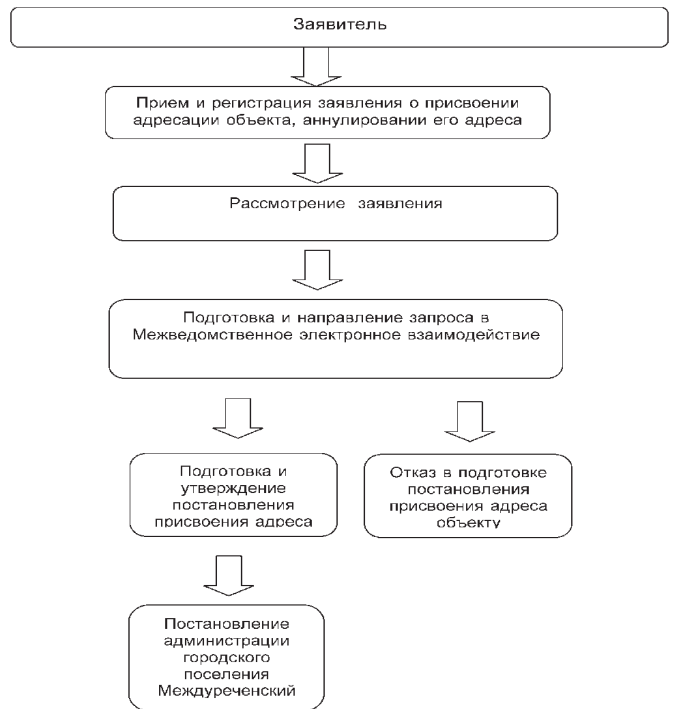 Заявитель
Прием и регистрация заявления о присвоении
адресации объекта, аннулировании его адреса
Рассмотрение заявления
Подготовка и направление запроса в
Межведомственное электронное взаимодействие
Подготовка и
утверждение
постановления
присвоения адреса
Отказ в подготовке
постановления
присвоения адреса
объекту
Постановление
администрации
городского
поселения
Междуреченский